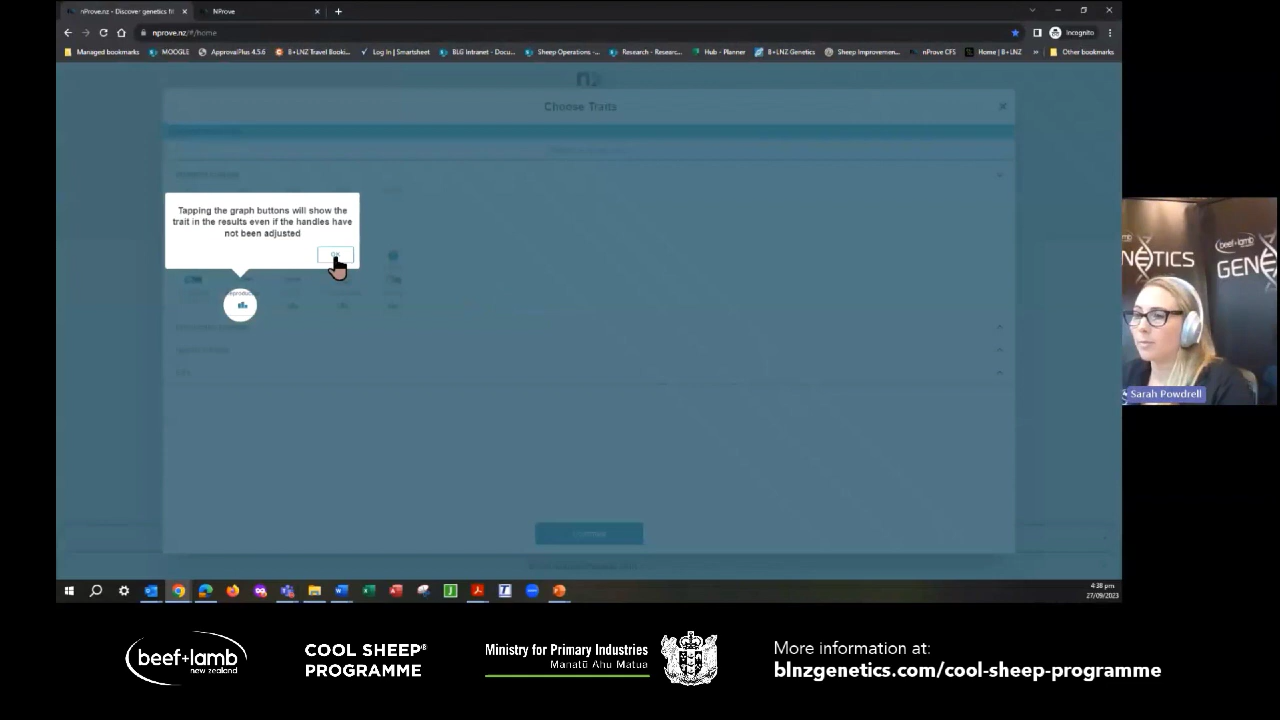 nProve.nz - Discover genetics fit
NProve
nprove.nz/#/home
Incognito
Managed bookmarks
MOOGLE
ApprovalPlus 4.5.6
B+LNZ Travel Booki...
Log In | Smartsheet
BLG Intranet - Docu...
Sheep Operations -...
Research - Researc...
Hub - Planner
B+LNZ Genetics
Sheep Improvemen...
nProve CFS
Home | B+LNZ
Other bookmarks
Choose Traits
Tapping the graph buttons will show the
trait in the results even if the handles have
not been adjusted
OK
NETICS
beef+lamb
GENE
Sarah Powdrell
4:38 pm
27/09/2023
beef+lamb
new zealand
COOL SHEEP®
PROGRAMME
Ministry for Primary Industries
Manatū Ahu Matua
More information at:
blnzgenetics.com/cool-sheep-programme